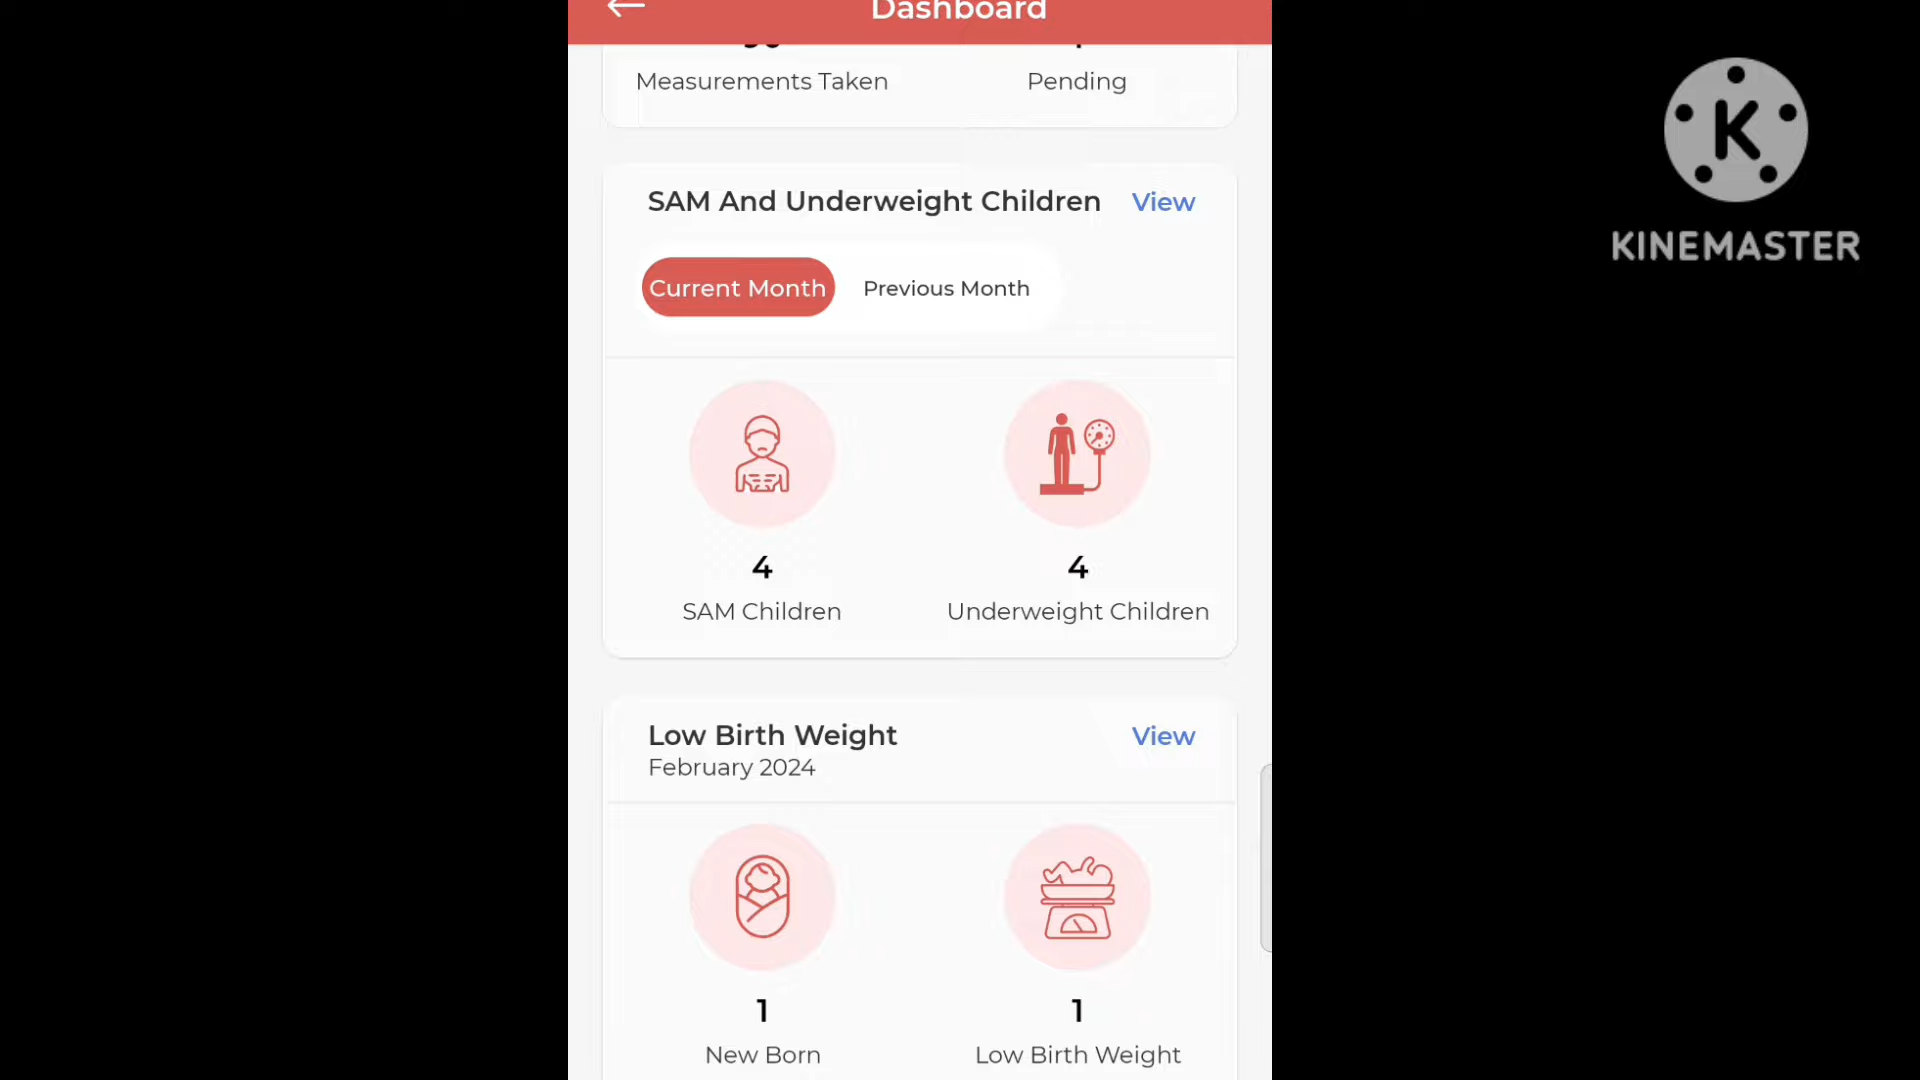 Dashboard
Measurements Taken Pending
SAM And Underweight Children View
Current Month Previous Month
4 4
SAM Children Underweight Children
Low Birth Weight View
February 2024
1 1
New Born Low Birth Weight
K
KINEMASTER